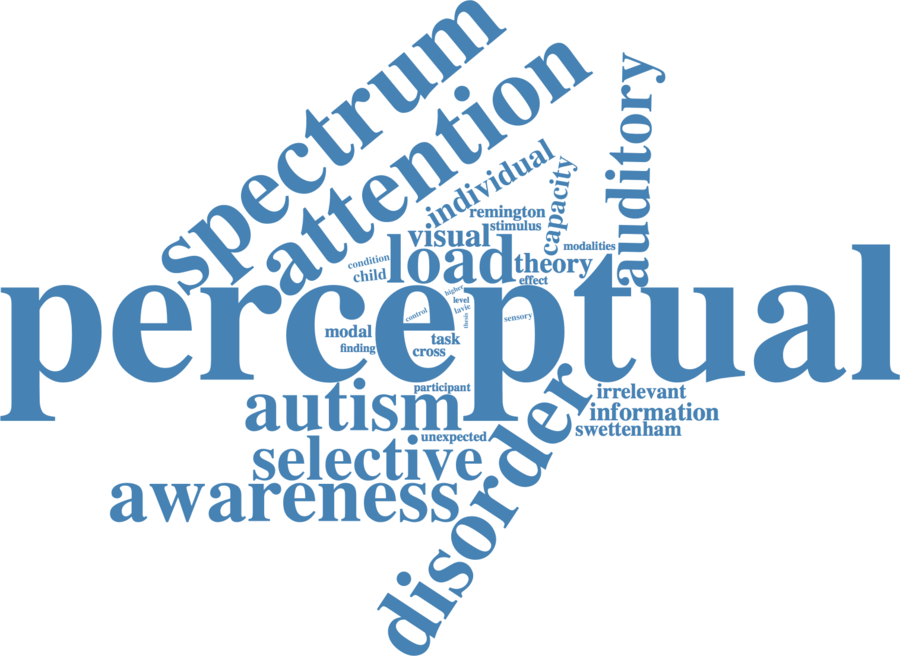 spectrum
attention
auditory
individual
capacity
remington
stimulus
visual
modalities
condition
child
load
theory
effect
perceptual
higher
level
lavie
thesis
control
sensory
modal
finding
task
cross
participant
autism
irrelevant
information
swettenham
unexpected
disorder
selective
awareness